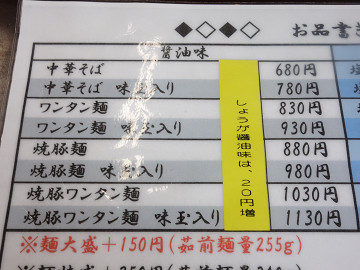 ◆◇◆◇ お品書き
醤油味
中華そば 680円
中華そば 味玉入り 780円
ワンタン麺 830円
ワンタン麺 味玉入り 930円
焼豚麺 880円
焼豚麺 味玉入り 980円
焼豚ワンタン麺 1030円
焼豚ワンタン麺 味玉入り 1130円
しょうが醤油味は、20円増
※麺大盛+150円(茹前麺量255g)